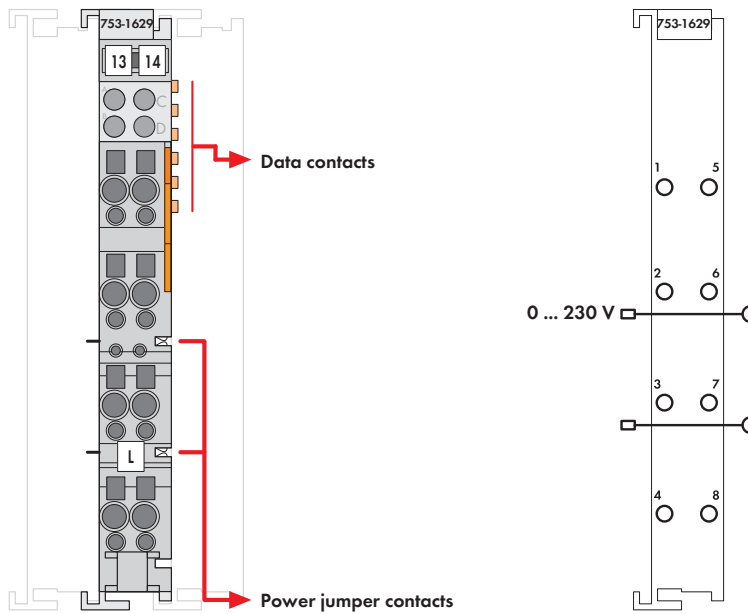 753-1629
13 14
A C
D
Data contacts
L
Power jumper contacts
753-1629
1 5
2 6
0 ... 230 V
3 7
4 8